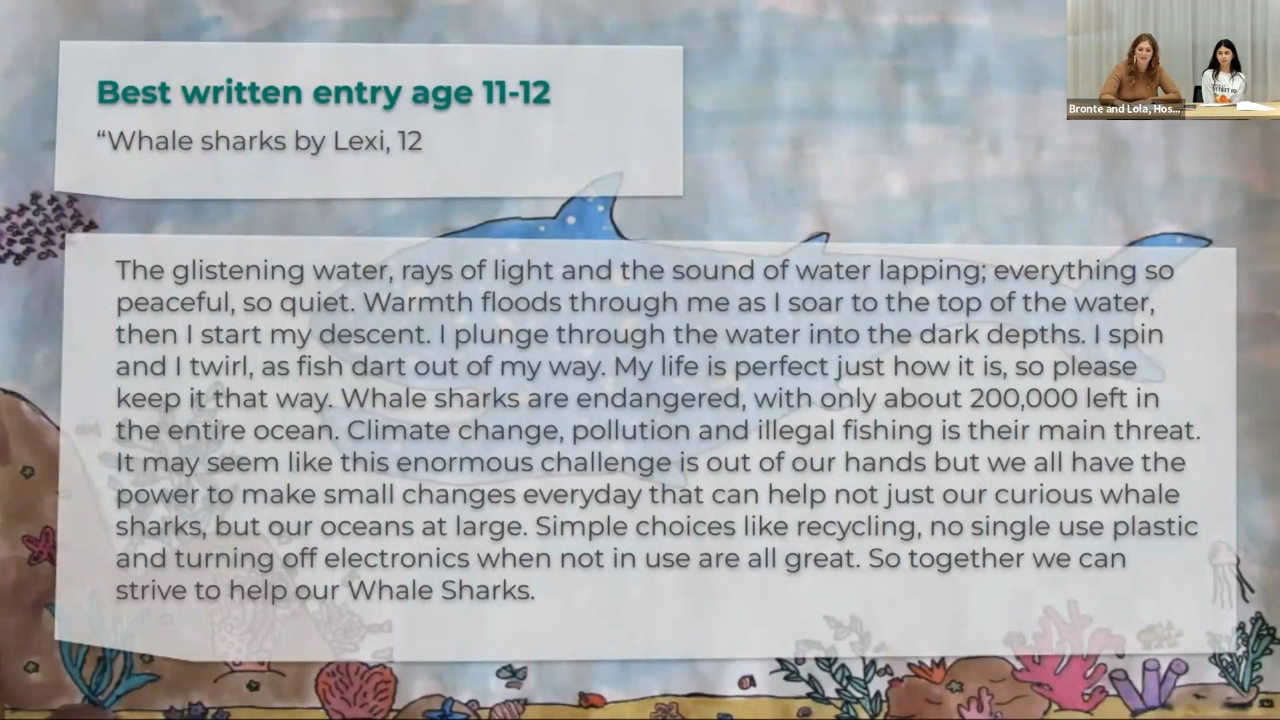 Best written entry age 11-12
“Whale sharks by Lexi, 12
Bronte and Lola, Hos...
The glistening water, rays of light and the sound of water lapping; everything so
peaceful, so quiet. Warmth floods through me as I soar to the top of the water,
then I start my descent. I plunge through the water into the dark depths. I spin
and I twirl, as fish dart out of my way. My life is perfect just how it is, so please
keep it that way. Whale sharks are endangered, with only about 200,000 left in
the entire ocean. Climate change, pollution and illegal fishing is their main threat.
It may seem like this enormous challenge is out of our hands but we all have the
power to make small changes everyday that can help not just our curious whale
sharks, but our oceans at large. Simple choices like recycling, no single use plastic
and turning off electronics when not in use are all great. So together we can
strive to help our Whale Sharks.